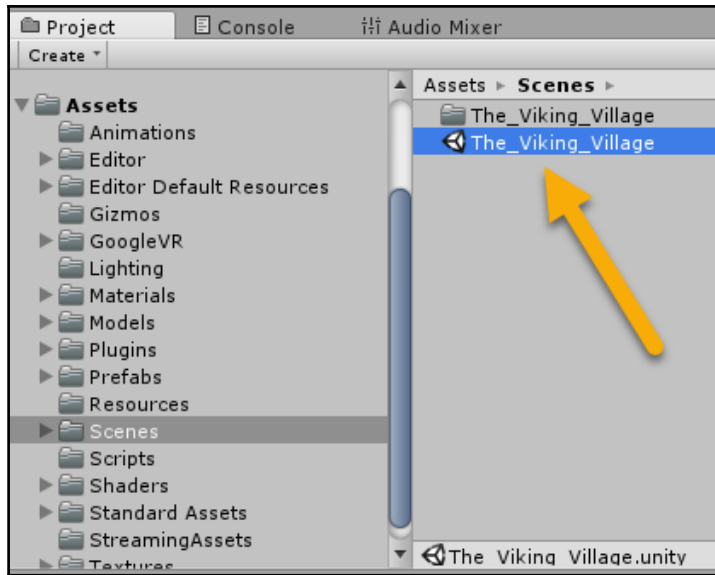 Project Console Audio Mixer
Create
Assets
Animations
Editor
Editor Default Resources
Gizmos
GoogleVR
Lighting
Materials
Models
Plugins
Prefabs
Resources
Scenes
Scripts
Shaders
Standard Assets
StreamingAssets
Textures
Assets ▸ Scenes ▸
The_Viking_Village
The_Viking_Village
The_Viking_Village.unity